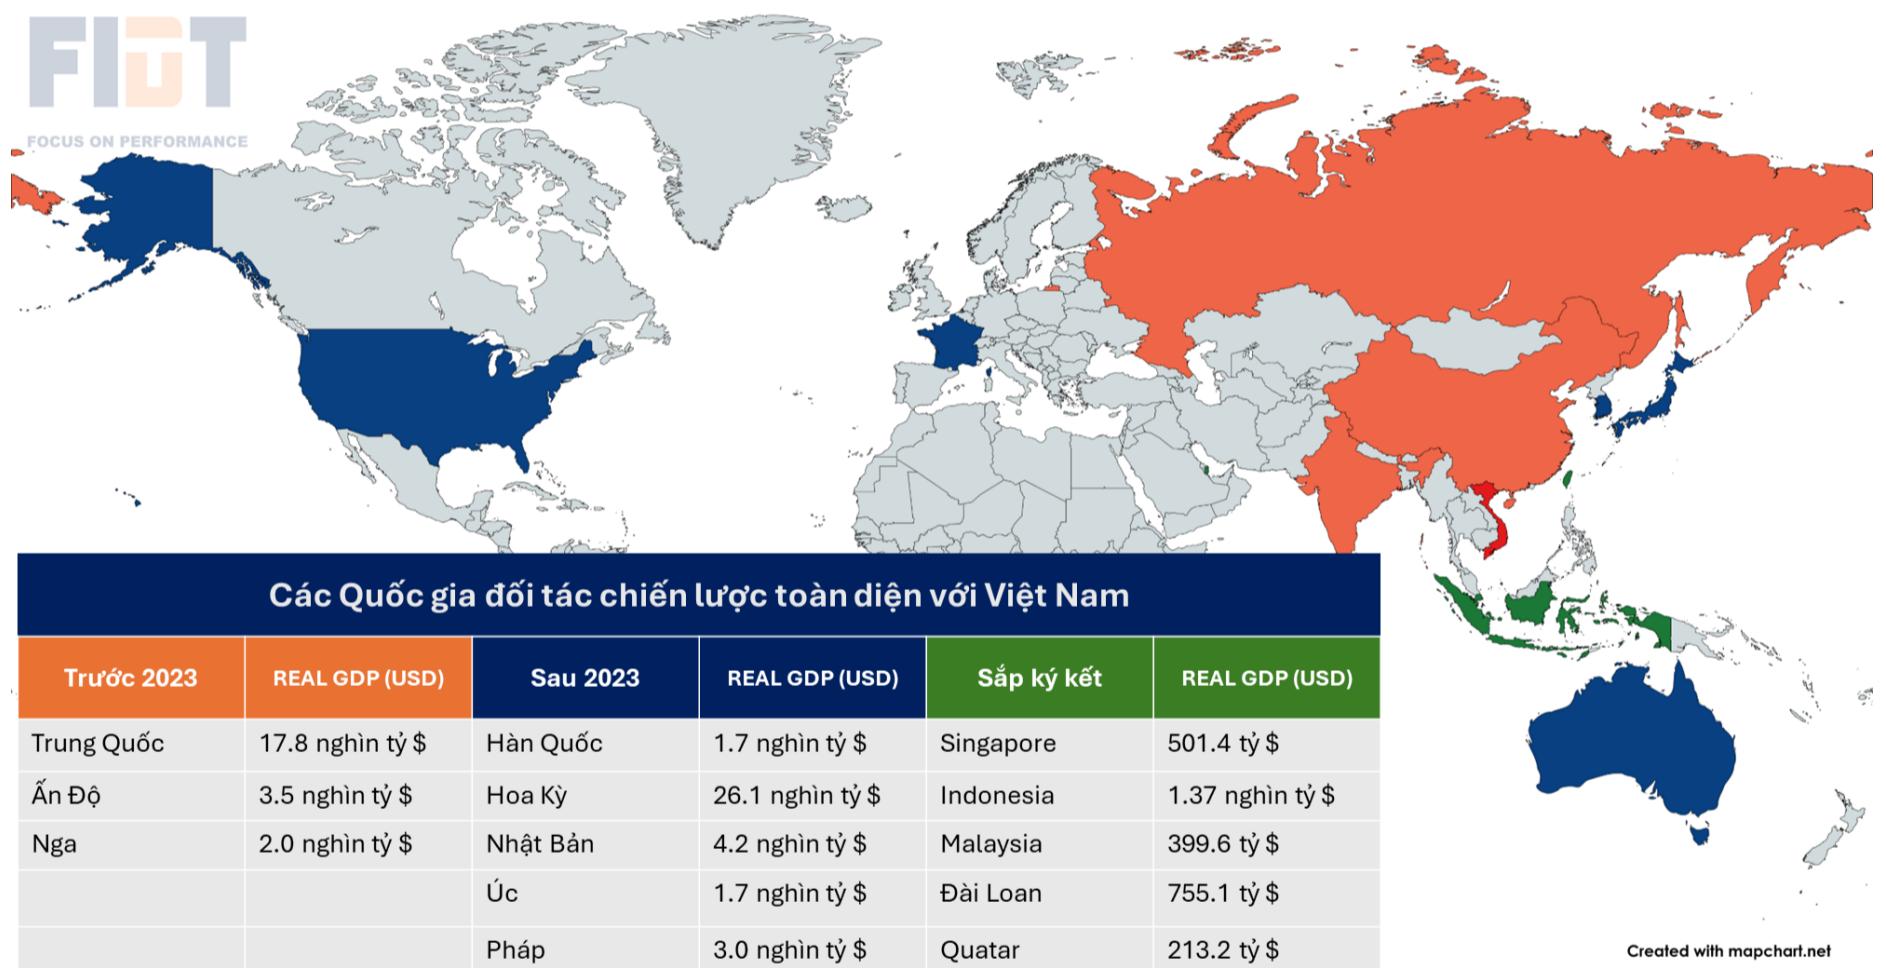 FIDT
FOCUS ON PERFORMANCE
Các Quốc gia đối tác chiến lược toàn diện với Việt Nam
Trước 2023 REAL GDP (USD) Sau 2023 REAL GDP (USD) Sắp ký kết REAL GDP (USD)
Trung Quốc 17.8 nghìn tỷ $ Hàn Quốc 1.7 nghìn tỷ $ Singapore 501.4 tỷ $
Ấn Độ 3.5 nghìn tỷ $ Hoa Kỳ 26.1 nghìn tỷ $ Indonesia 1.37 nghìn tỷ $
Nga 2.0 nghìn tỷ $ Nhật Bản 4.2 nghìn tỷ $ Malaysia 399.6 tỷ $
Úc 1.7 nghìn tỷ $ Đài Loan 755.1 tỷ $
Pháp 3.0 nghìn tỷ $ Quatar 213.2 tỷ $
Created with mapchart.net